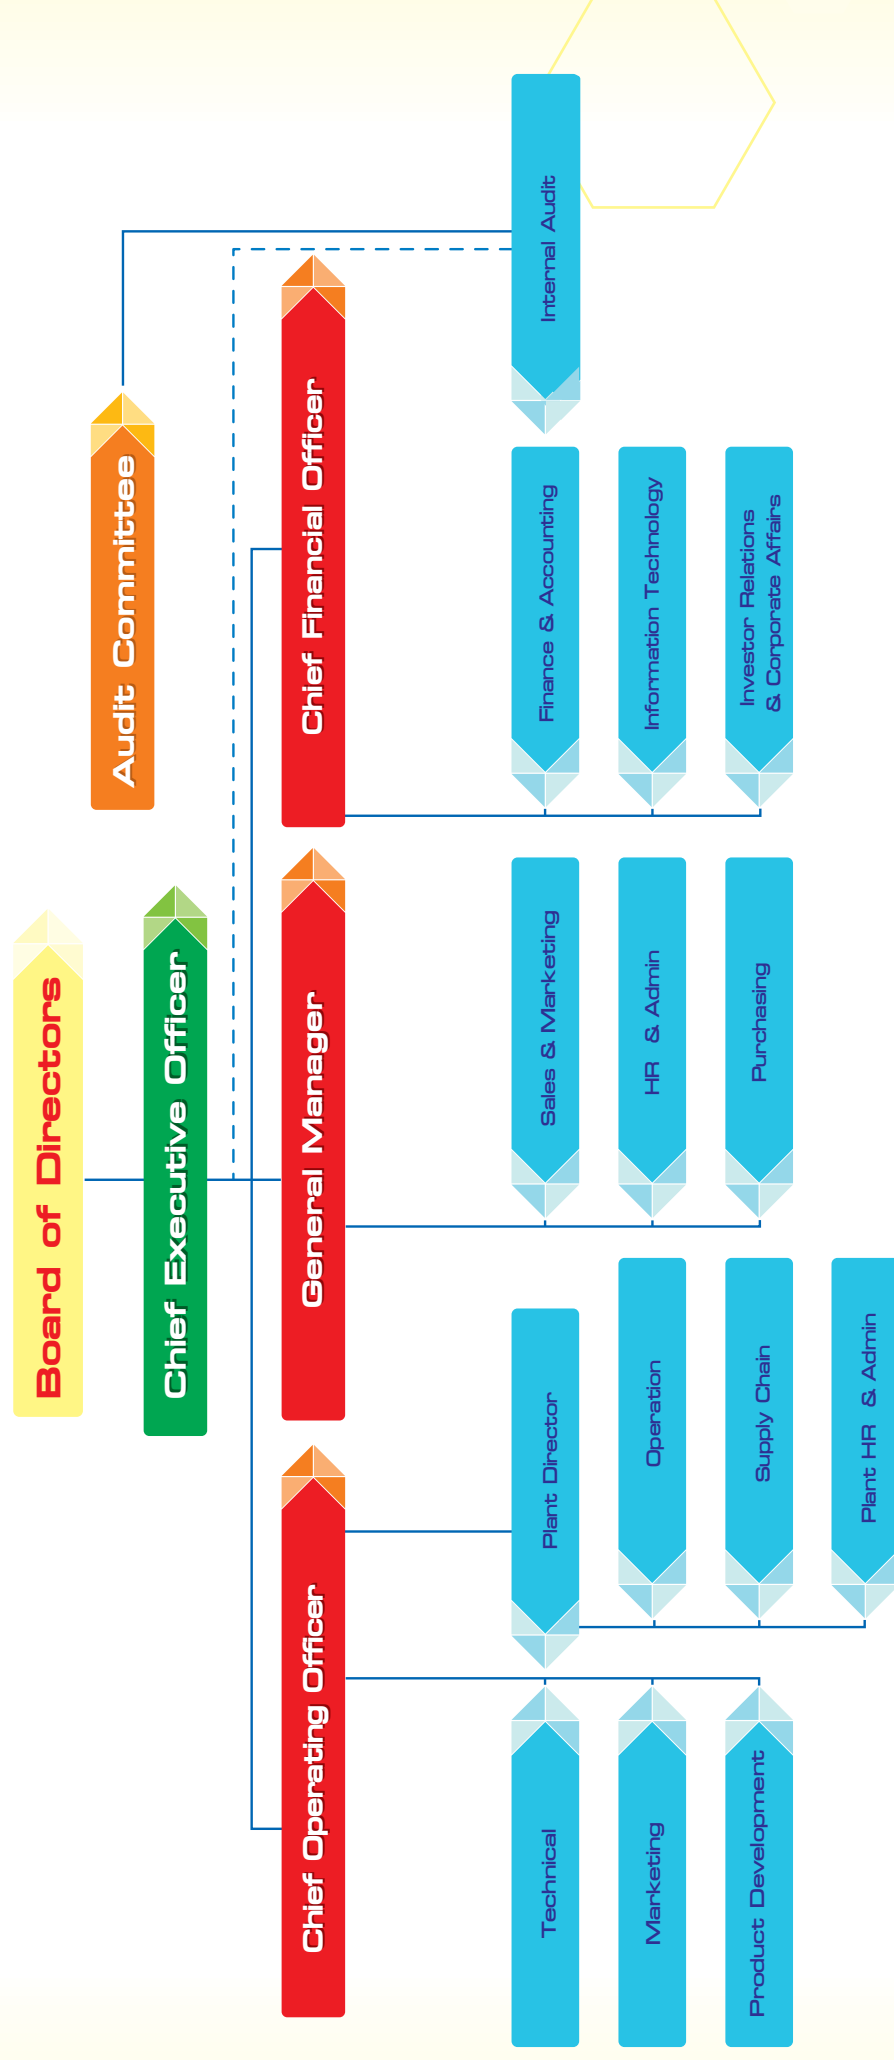 Board of Directors
Audit Committee
Chief Executive Officer
Chief Operating Officer
General Manager
Chief Financial Officer
Technical
Plant Director
Sales & Marketing
Finance & Accounting
Internal Audit
Marketing
Operation
HR & Admin
Information Technology
Product Development
Supply Chain
Purchasing
Investor Relations
& Corporate Affairs
Plant HR & Admin